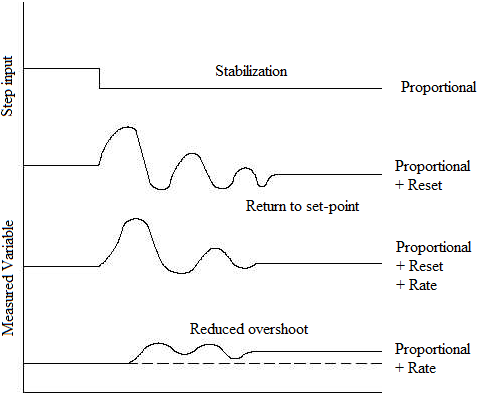 Step input
Stabilization
Proportional
Proportional
+ Reset
Return to set-point
Measured Variable
Proportional
+ Reset
+ Rate
Reduced overshoot
Proportional
+ Rate